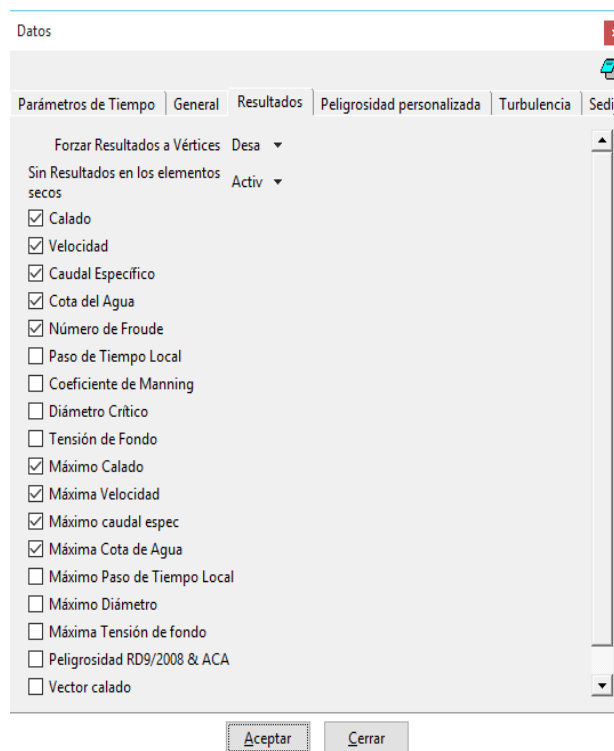 Datos
Parámetros de Tiempo General Resultados Peligrosidad personalizada Turbulencia Sedi
Forzar Resultados a Vértices Desa
Sin Resultados en los elementos
secos Activ
Calado
Velocidad
Caudal Específico
Cota del Agua
Número de Froude
Paso de Tiempo Local
Coeficiente de Manning
Diámetro Crítico
Tensión de Fondo
Máximo Calado
Máxima Velocidad
Máximo caudal espec
Máxima Cota de Agua
Máximo Paso de Tiempo Local
Máximo Diámetro
Máxima Tensión de fondo
Peligrosidad RD9/2008 & ACA
Vector calado
Aceptar Cerrar